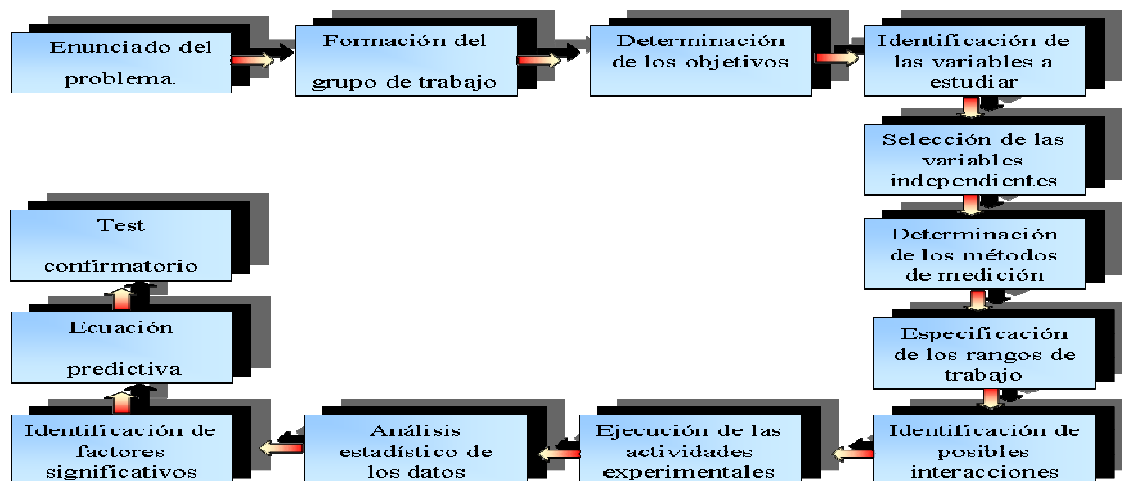 Enunciado del
problema.
Formación del
grupo de trabajo
Determinación
de los objetivos
Identificación de
las variables a
estudiar
Selección de las
variables
independientes
Determinación
de los métodos
de medición
Especificación
de los rangos de
trabajo
Identificación de
posibles
interacciones
Ejecución de las
actividades
experimentales
Análisis
estadístico de
los datos
Identificación de
factores
significativos
Ecuación
predictiva
Test
confirmatorio